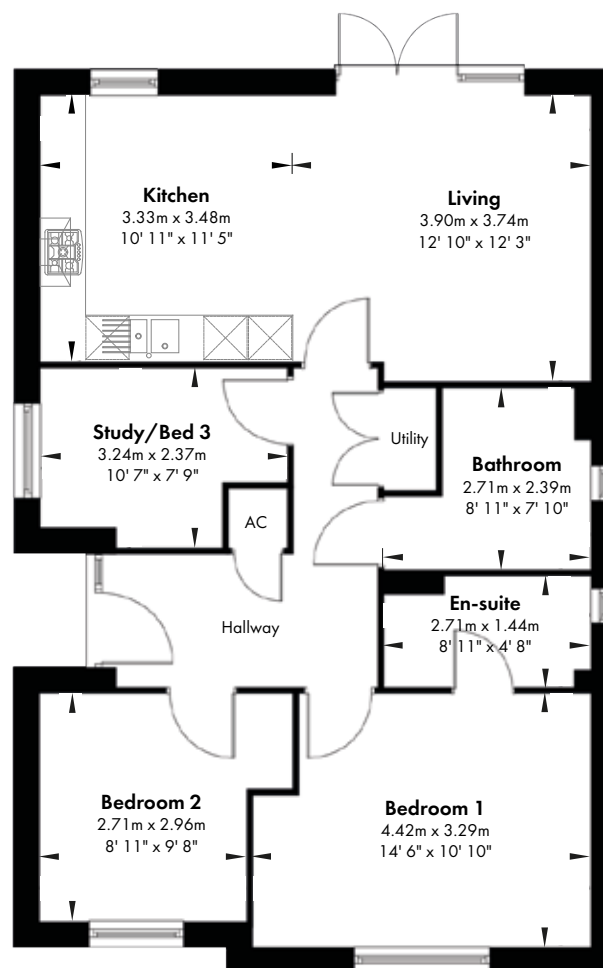 Kitchen
3.33m x 3.48m
10' 11" x 11' 5"
Living
3.90m x 3.74m
12' 10" x 12' 3"
Study/Bed 3
3.24m x 2.37m
10' 7" x 7' 9"
Utility
Bathroom
2.71m x 2.39m
8' 11" x 7' 10"
AC
En-suite
2.71m x 1.44m
8' 11" x 4' 8"
Hallway
Bedroom 2
2.71m x 2.96m
8' 11" x 9' 8"
Bedroom 1
4.42m x 3.29m
14' 6" x 10' 10"